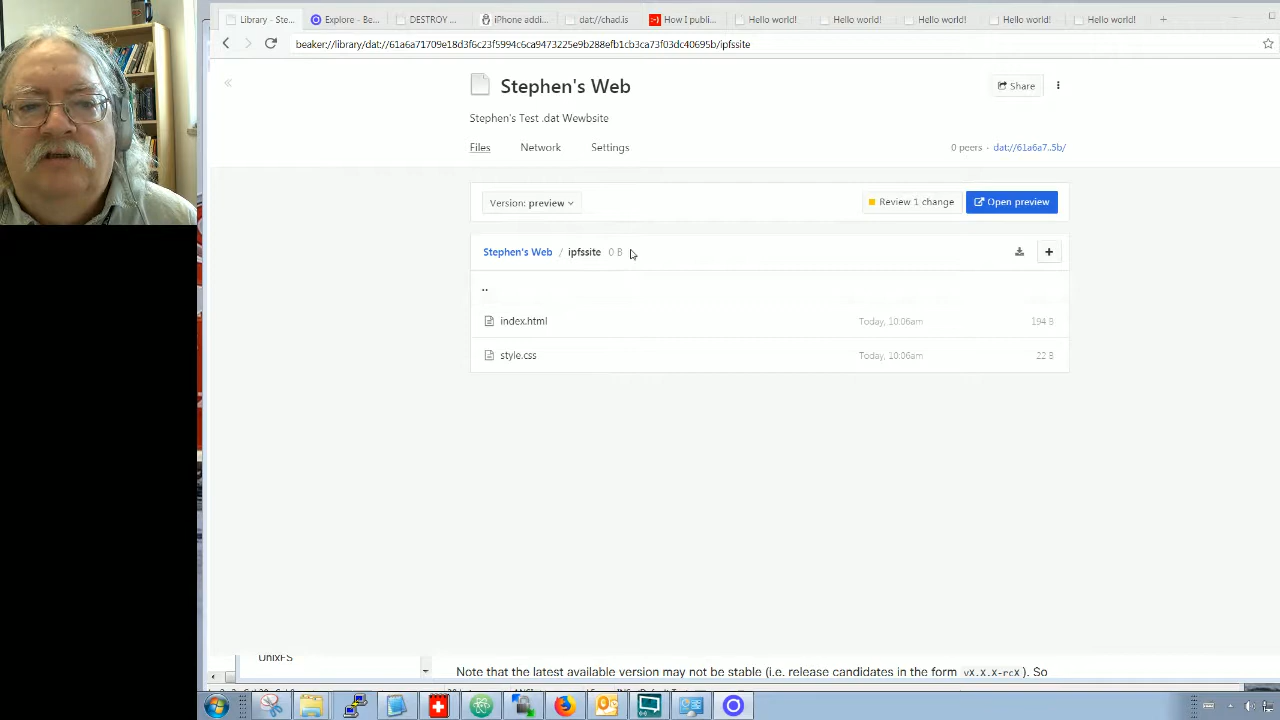 Library - Ste...
Explore - Be...
DESTROY ...
iPhone addi...
dat://chad.is
How I publi...
Hello world!
Hello world!
Hello world!
Hello world!
Hello world!
beaker://library/dat://61a6a71709e18d3f6c23f5994c6ca9473225e9b288efb1cb3ca73f03dc40695b/ipfssite
Stephen's Web
Share
Stephen's Test .dat Wewbsite
Files Network Settings
0 peers · dat://61a6a7..5b/
Version: preview
Review 1 change
Open preview
Stephen's Web / ipfssite 0 B
..
index.html Today, 10:06am 194 B
style.css Today, 10:06am 22 B
UnixFS
Note that the latest available version may not be stable (i.e. release candidates in the form vX.X.X-rcX). So